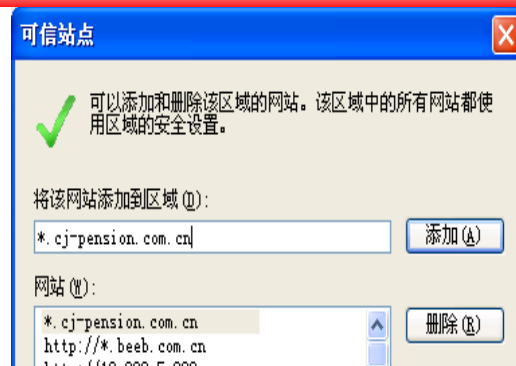 可信站点
可以添加和删除该区域的网站。该区域中的所有网站都使
用区域的安全设置。
将该网站添加到区域(D):
*.cj-pension.com.cn
添加(A)
网站(W):
*.cj-pension.com.cn
删除(R)
http://*.beeb.com.cn